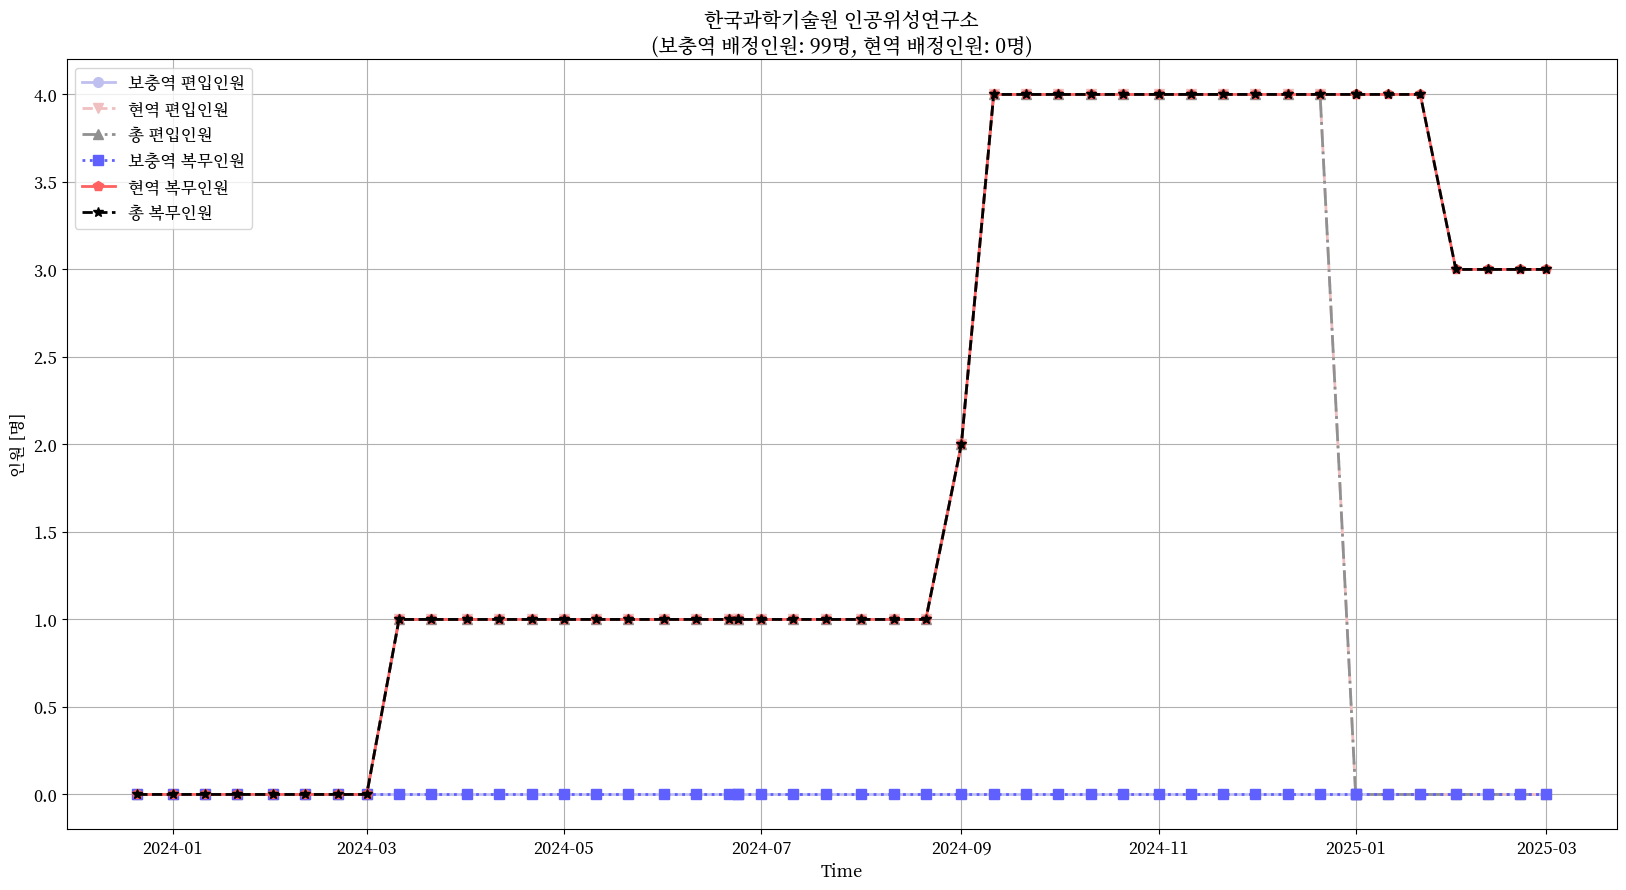 한국과학기술원 인공위성연구소
(보충역 배정인원: 99명, 현역 배정인원: 0명)
보충역 편입인원
현역 편입인원
총 편입인원
보충역 복무인원
현역 복무인원
총 복무인원
4.0
3.5
3.0
2.5
2.0
1.5
1.0
0.5
0.0
인원 [명]
2024-01 2024-03 2024-05 2024-07 2024-09 2024-11 2025-01 2025-03
Time